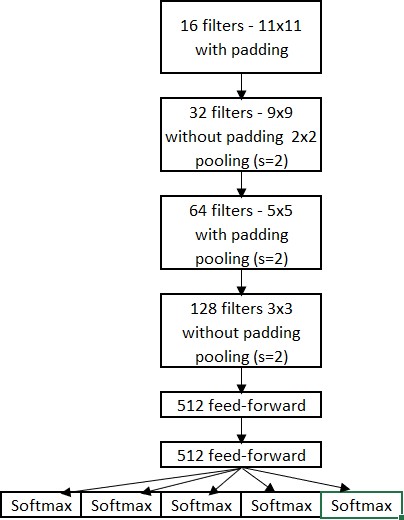 16 filters - 11x11
with padding
32 filters - 9x9
without padding 2x2
pooling (s=2)
64 filters - 5x5
with padding
pooling (s=2)
128 filters 3x3
without padding
pooling (s=2)
512 feed-forward
512 feed-forward
Softmax Softmax Softmax Softmax Softmax